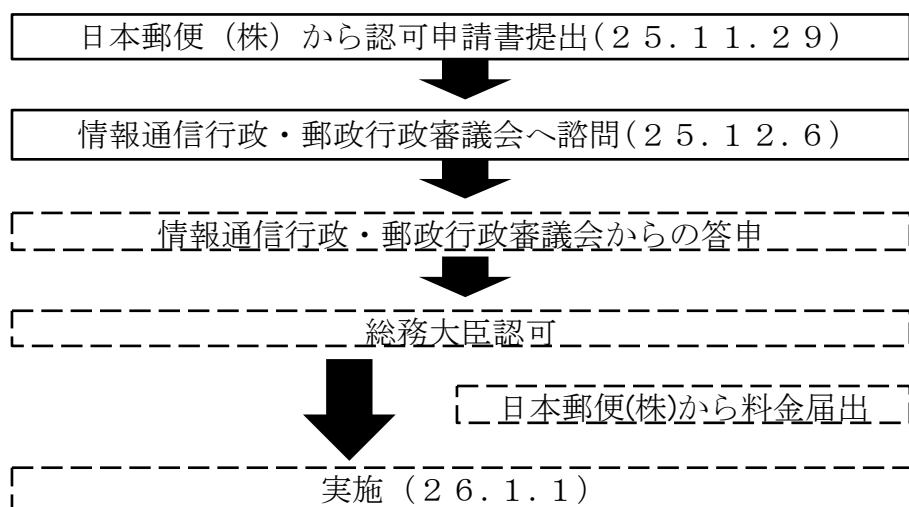 日本郵便（株）から認可申請書提出(２５.１１.２９)
情報通信行政・郵政行政審議会へ諮問(２５.１２.６)
情報通信行政・郵政行政審議会からの答申
総務大臣認可
日本郵便(株)から料金届出
実施（２６.１.１）